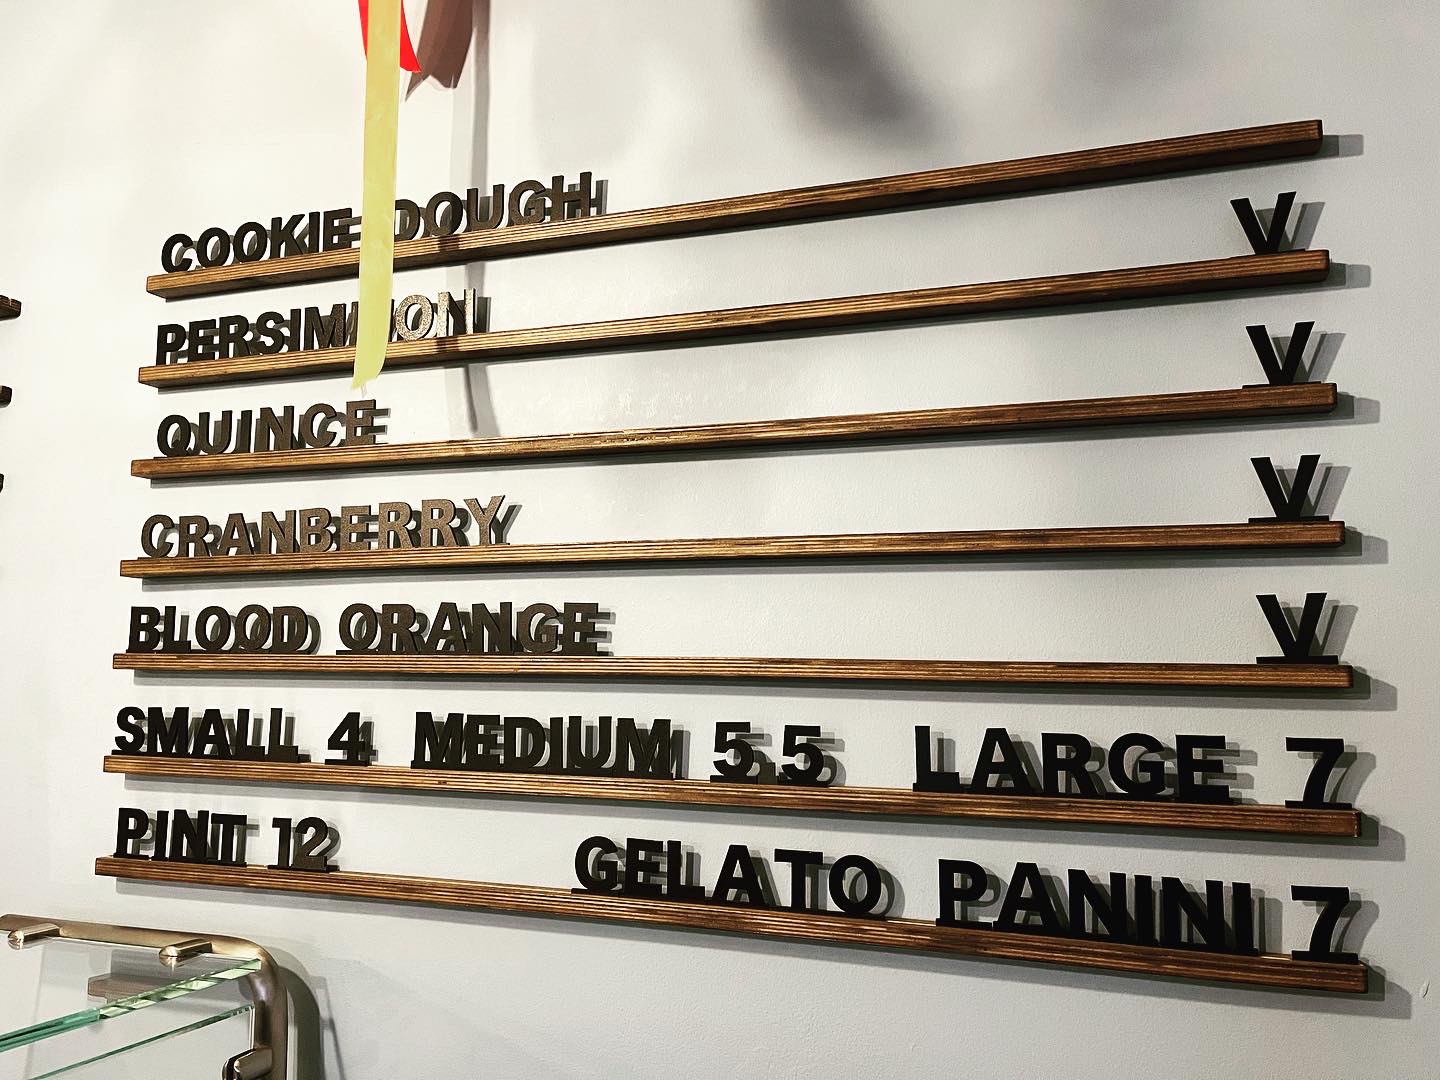 COOKIE DOUGH
PERSIMMON V
QUINCE V
CRANBERRY V
BLOOD ORANGE V
SMALL 4 MEDIUM 5 5 LARGE 7
PINT 12 GELATO PANINI 7